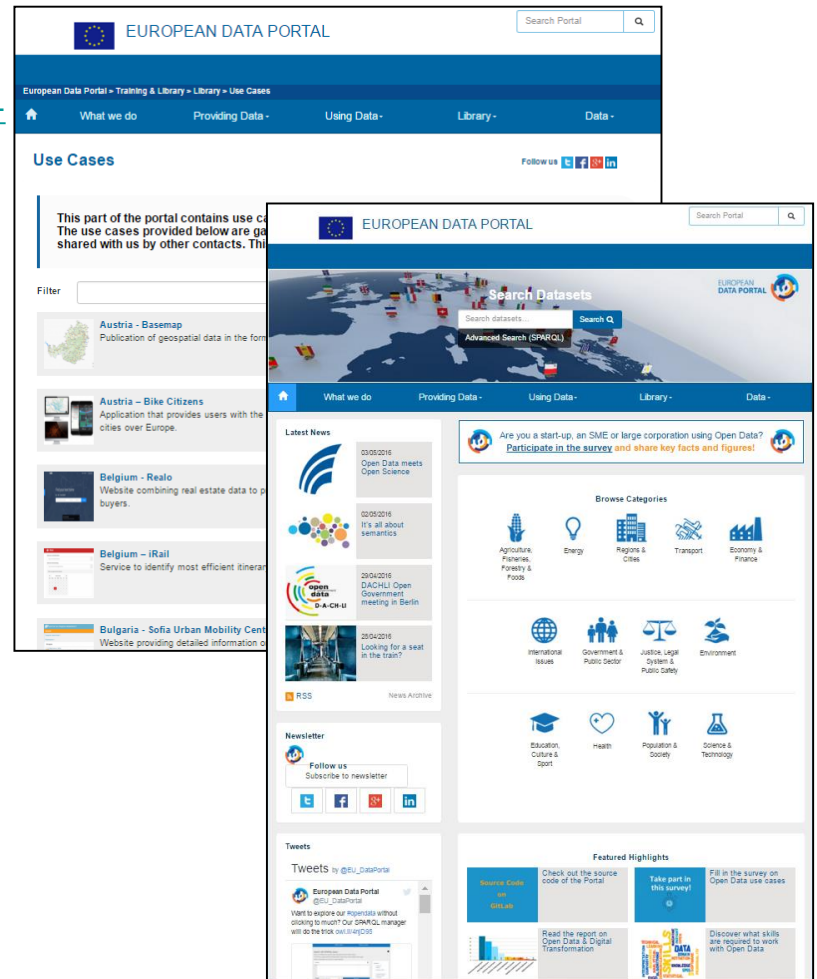 EUROPEAN DATA PORTAL
Search Portal
European Data Portal » Training & Library » Library » Use Cases
What we do
Providing Data
Using Data
Library
Data
Use Cases
Follow us
This part of the portal contains use ca
The use cases provided below are ga
shared with us by other contacts. Thi
Filter
Austria - Basemap
Publication of geospatial data in the form
Austria – Bike Citizens
Application that provides users with the
cities over Europe.
Belgium - Realo
Website combining real estate data to p
buyers.
Belgium – iRail
Service to identify most efficient itinerar
Bulgaria - Sofia Urban Mobility Cent
Website providing detailed information o
EUROPEAN DATA PORTAL
Search Portal
Search Datasets
EUROPEAN
DATA PORTAL
Search datasets...
Search
Advanced Search (SPARQL)
What we do
Providing Data
Using Data
Library
Data
Latest News
03/05/2016
Open Data meets
Open Science
02/05/2016
It's all about
semantics
open
data
D-A-CH-LI
29/04/2016
DACHLI Open
Government
meeting in Berlin
28/04/2016
Looking for a seat
in the train?
RSS
News Archive
Are you a start-up, an SME or large corporation using Open Data?
Participate in the survey and share key facts and figures!
Browse Categories
Agriculture,
Fisheries,
Forestry &
Foods
Energy
Regions &
Cities
Transport
Economy &
Finance
International
Issues
Government &
Public Sector
Justice, Legal
System &
Public Safety
Environment
Education,
Culture &
Sport
Health
Population &
Society
Science &
Technology
Newsletter
Follow us
Subscribe to newsletter
Tweets
Tweets by @EU_DataPortal
European Data Portal
@EU_DataPortal
Want to explore our #opendata without
clicking to much? Our SPARQL manager
will do the trick
Featured Highlights
Source Code
on
GitLab
Check out the source
code of the Portal
Take part in
this survey!
Fill in the survey on
Open Data use cases
Read the report on
Open Data & Digital
Transformation
DATA
SKILLS
Discover what skills
are required to work
with Open Data